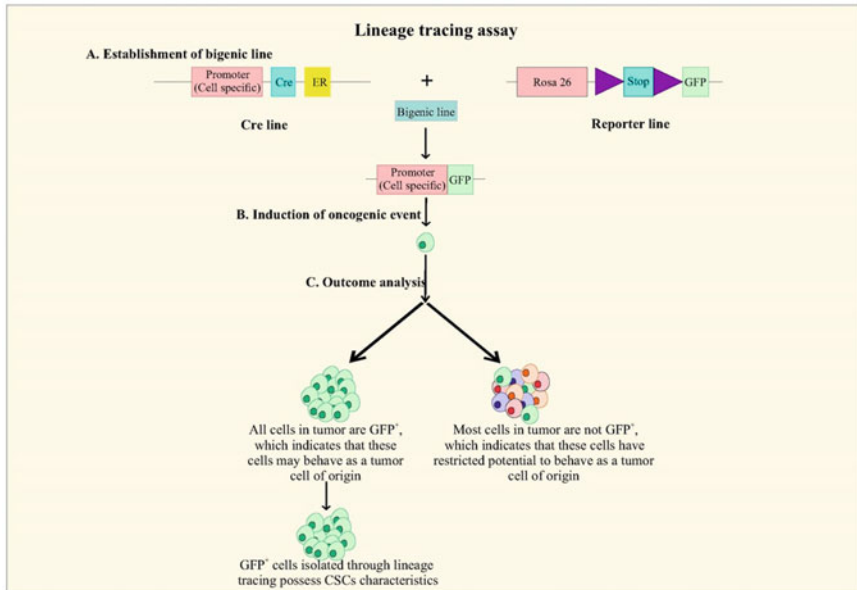 Lineage tracing assay
A. Establishment of bigenic line
Promoter
(Cell specific)
Cre
ER
+
Rosa 26
Stop
GFP
Cre line
Bigenic line
Reporter line
Promoter
(Cell specific)
GFP
B. Induction of oncogenic event
C. Outcome analysis
All cells in tumor are GFP⁺,
which indicates that these
cells may behave as a tumor
cell of origin
Most cells in tumor are not GFP⁺,
which indicates that these cells have
restricted potential to behave as a tumor
cell of origin
GFP⁺ cells isolated through lineage
tracing possess CSCs characteristics